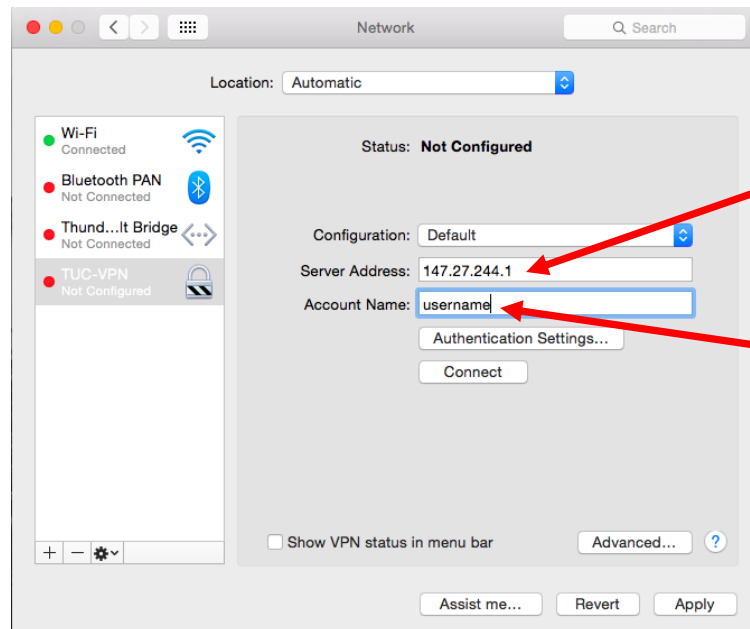 Network
Search
Location: Automatic
Wi-Fi
Connected
Bluetooth PAN
Not Connected
Thund...lt Bridge
Not Connected
TUC-VPN
Not Configured
Status: Not Configured
Configuration: Default
Server Address: 147.27.244.1
Account Name: username
Authentication Settings...
Connect
Show VPN status in menu bar
Advanced... ?
Assist me... Revert Apply